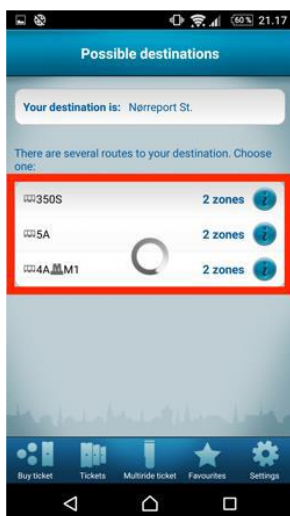 60% 21.17
Possible destinations
Your destination is: Nørreport St.
There are several routes to your destination. Choose
one:
350S 2 zones i
5A 2 zones i
4A M1 2 zones i
Buy ticket Tickets Multiride ticket Favourites Settings